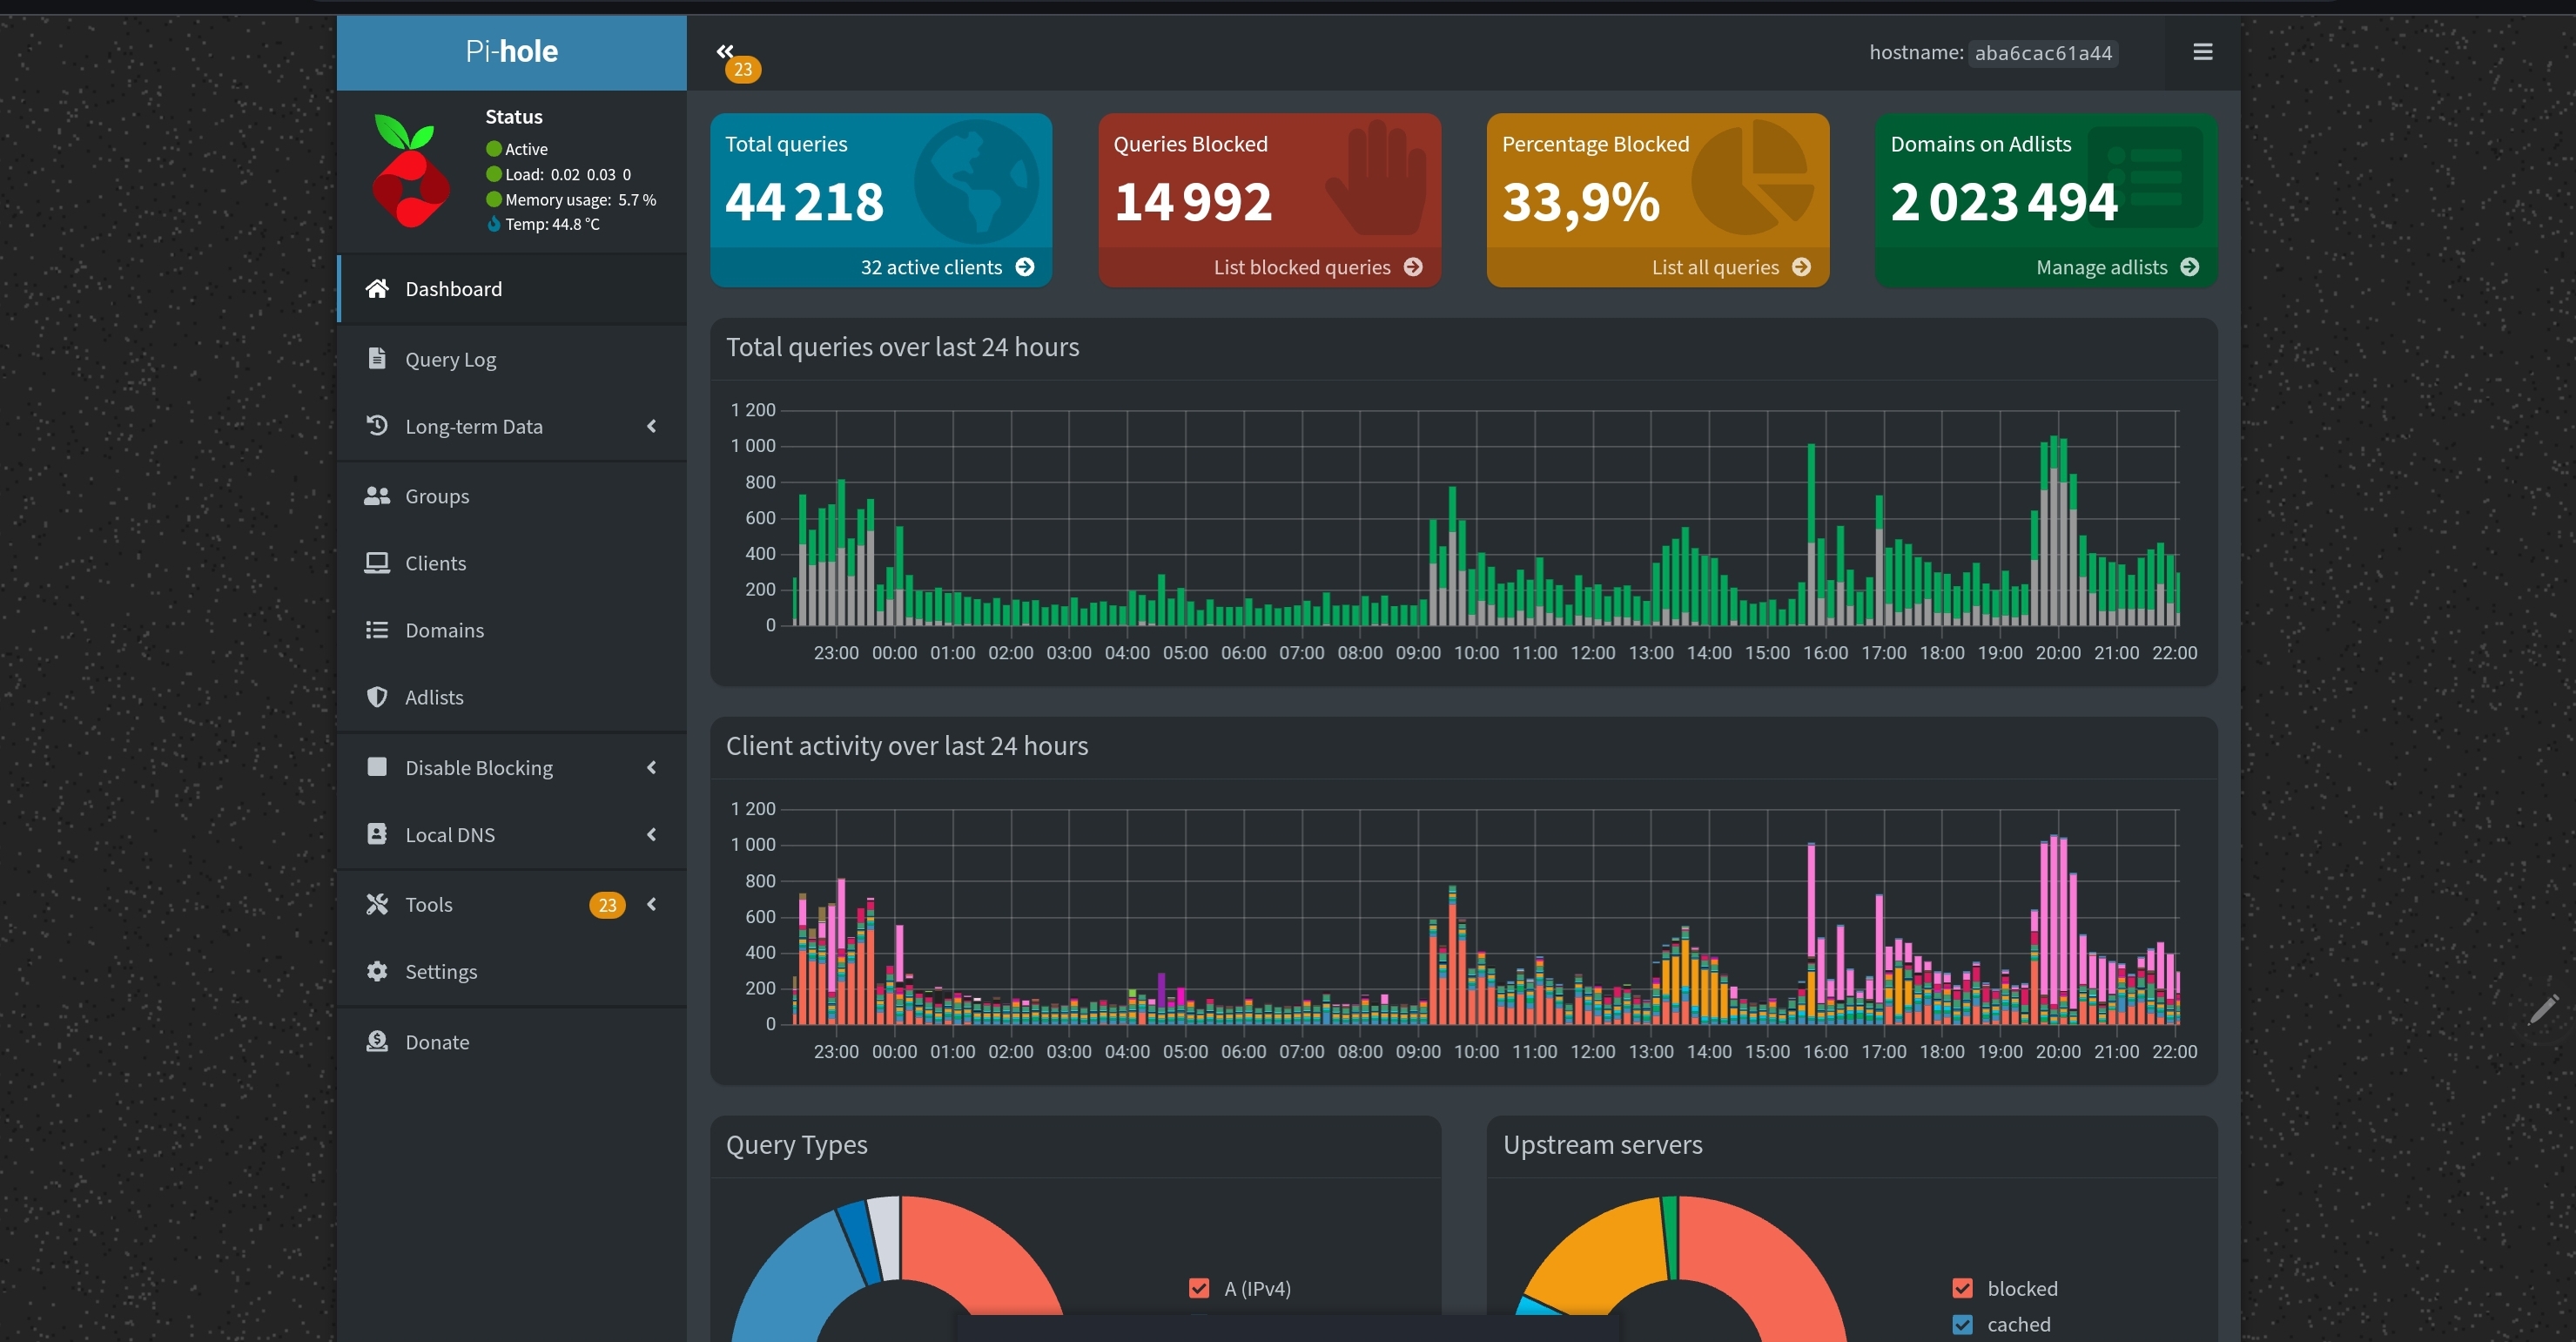 Pi-hole
23
hostname: aba6cac61a44
Status
Active
Load: 0.02 0.03 0
Memory usage: 5.7 %
Temp: 44.8 °C
Dashboard
Query Log
Long-term Data
Groups
Clients
Domains
Adlists
Disable Blocking
Local DNS
Tools 23
Settings
Donate
Total queries
44 218
32 active clients
Queries Blocked
14 992
List blocked queries
Percentage Blocked
33,9%
List all queries
Domains on Adlists
2 023 494
Manage adlists
Total queries over last 24 hours
1 200
1 000
800
600
400
200
0
23:00 00:00 01:00 02:00 03:00 04:00 05:00 06:00 07:00 08:00 09:00 10:00 11:00 12:00 13:00 14:00 15:00 16:00 17:00 18:00 19:00 20:00 21:00 22:00
Client activity over last 24 hours
1 200
1 000
800
600
400
200
0
23:00 00:00 01:00 02:00 03:00 04:00 05:00 06:00 07:00 08:00 09:00 10:00 11:00 12:00 13:00 14:00 15:00 16:00 17:00 18:00 19:00 20:00 21:00 22:00
Query Types
A (IPv4)
Upstream servers
blocked
cached